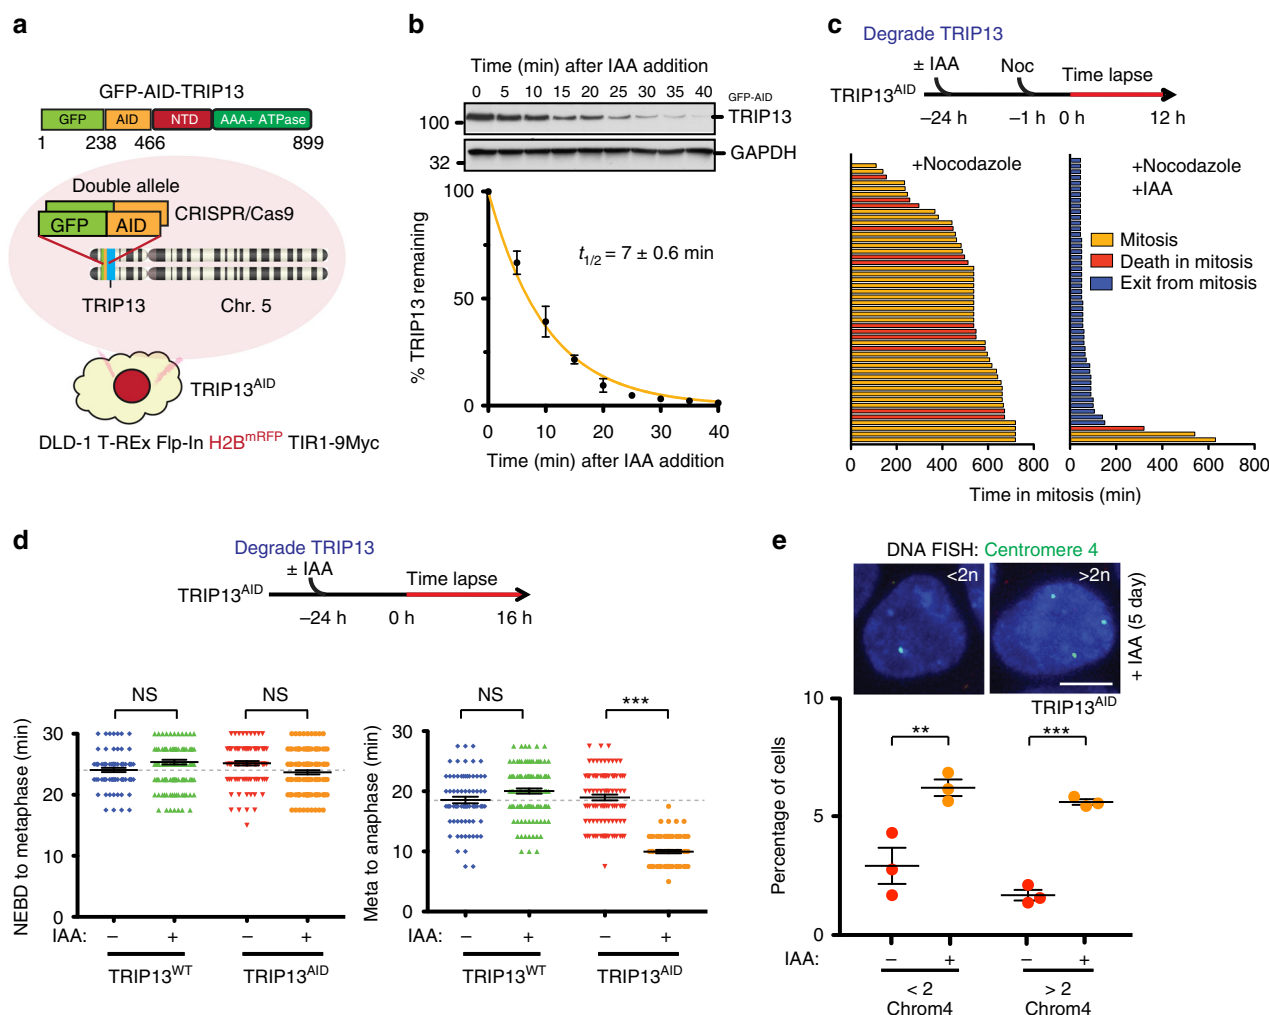 a
GFP-AID-TRIP13
GFP AID NTD AAA+ ATPase
1 238 466 899
Double allele
GFP AID CRISPR/Cas9
TRIP13 Chr. 5
TRIP13AID
DLD-1 T-REx Flp-In H2BmRFP TIR1-9Myc
b
Time (min) after IAA addition
0 5 10 15 20 25 30 35 40
GFP-AID
TRIP13
100
GAPDH
32
% TRIP13 remaining
100
50
0
t1/2 = 7 ± 0.6 min
0 10 20 30 40
Time (min) after IAA addition
c
Degrade TRIP13
± IAA Noc Time lapse
TRIP13AID
–24 h –1 h 0 h 12 h
+Nocodazole
+Nocodazole
+IAA
Mitosis
Death in mitosis
Exit from mitosis
0 200 400 600 800
0 200 400 600 800
Time in mitosis (min)
d
Degrade TRIP13
± IAA
Time lapse
TRIP13AID
–24 h 0 h 16 h
NEBD to metaphase (min)
NS NS
30
20
10
0
IAA: – + – +
TRIP13WT TRIP13AID
Meta to anaphase (min)
NS ***
30
20
10
0
– + – +
TRIP13WT TRIP13AID
e
DNA FISH: Centromere 4
<2n >2n
+ IAA (5 day)
TRIP13AID
Percentage of cells
10
5
0
** ***
IAA: – + – +
< 2
Chrom4
> 2
Chrom4